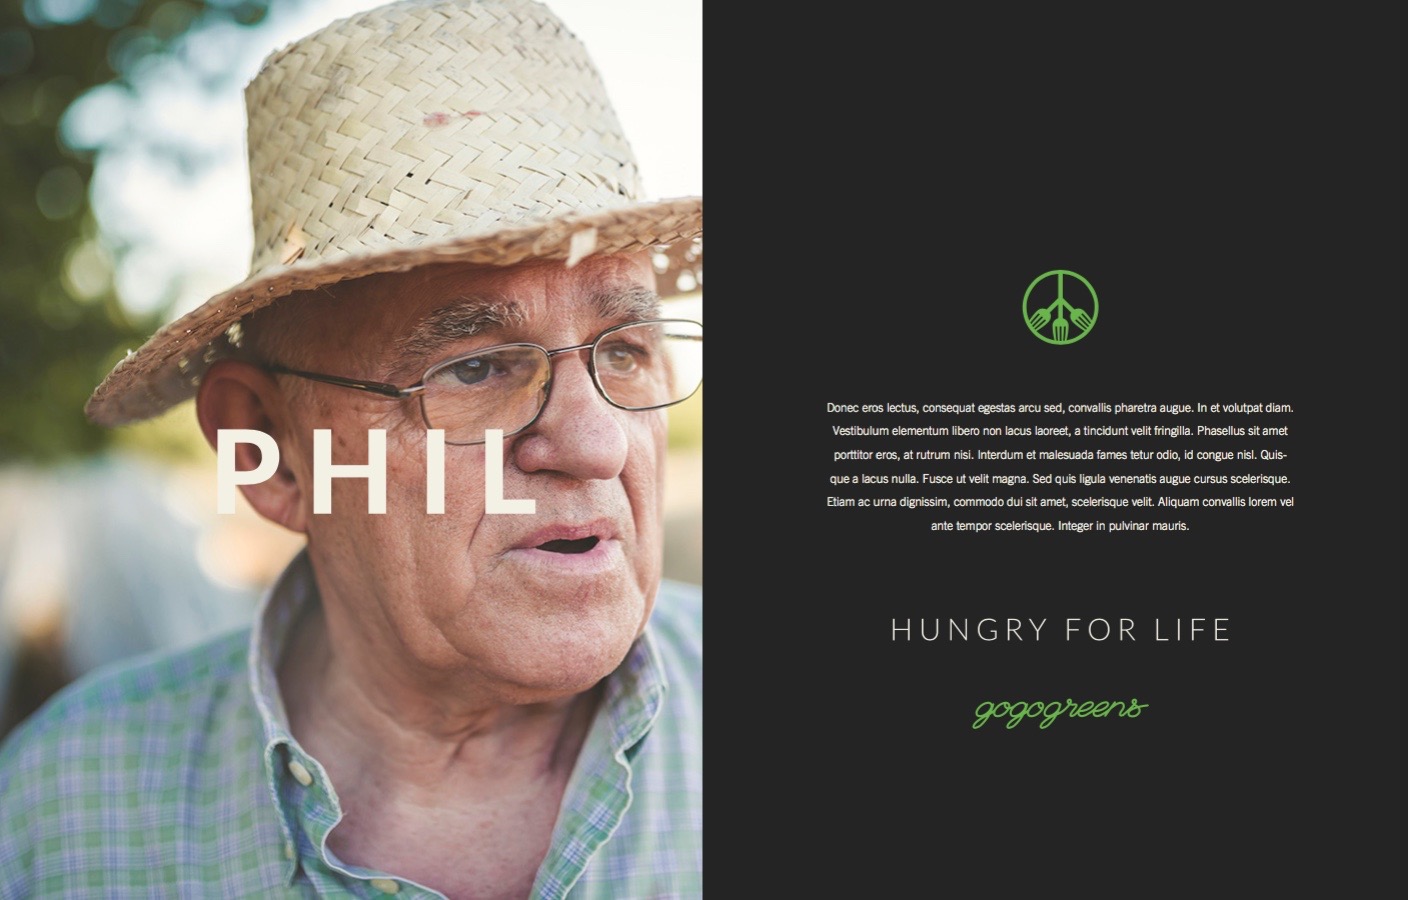 PHIL
Donec eros lectus, consequat egestas arcu sed, convallis pharetra augue. In et volutpat diam.
Vestibulum elementum libero non lacus laoreet, a tincidunt velit fringilla. Phasellus sit amet
porttitor eros, at rutrum nisi. Interdum et malesuada fames tetur odio, id congue nisl. Quis-
que a lacus nulla. Fusce ut velit magna. Sed quis ligula venenatis augue cursus scelerisque.
Etiam ac urna dignissim, commodo dui sit amet, scelerisque velit. Aliquam convallis lorem vel
ante tempor scelerisque. Integer in pulvinar mauris.
HUNGRY FOR LIFE
gogogreens